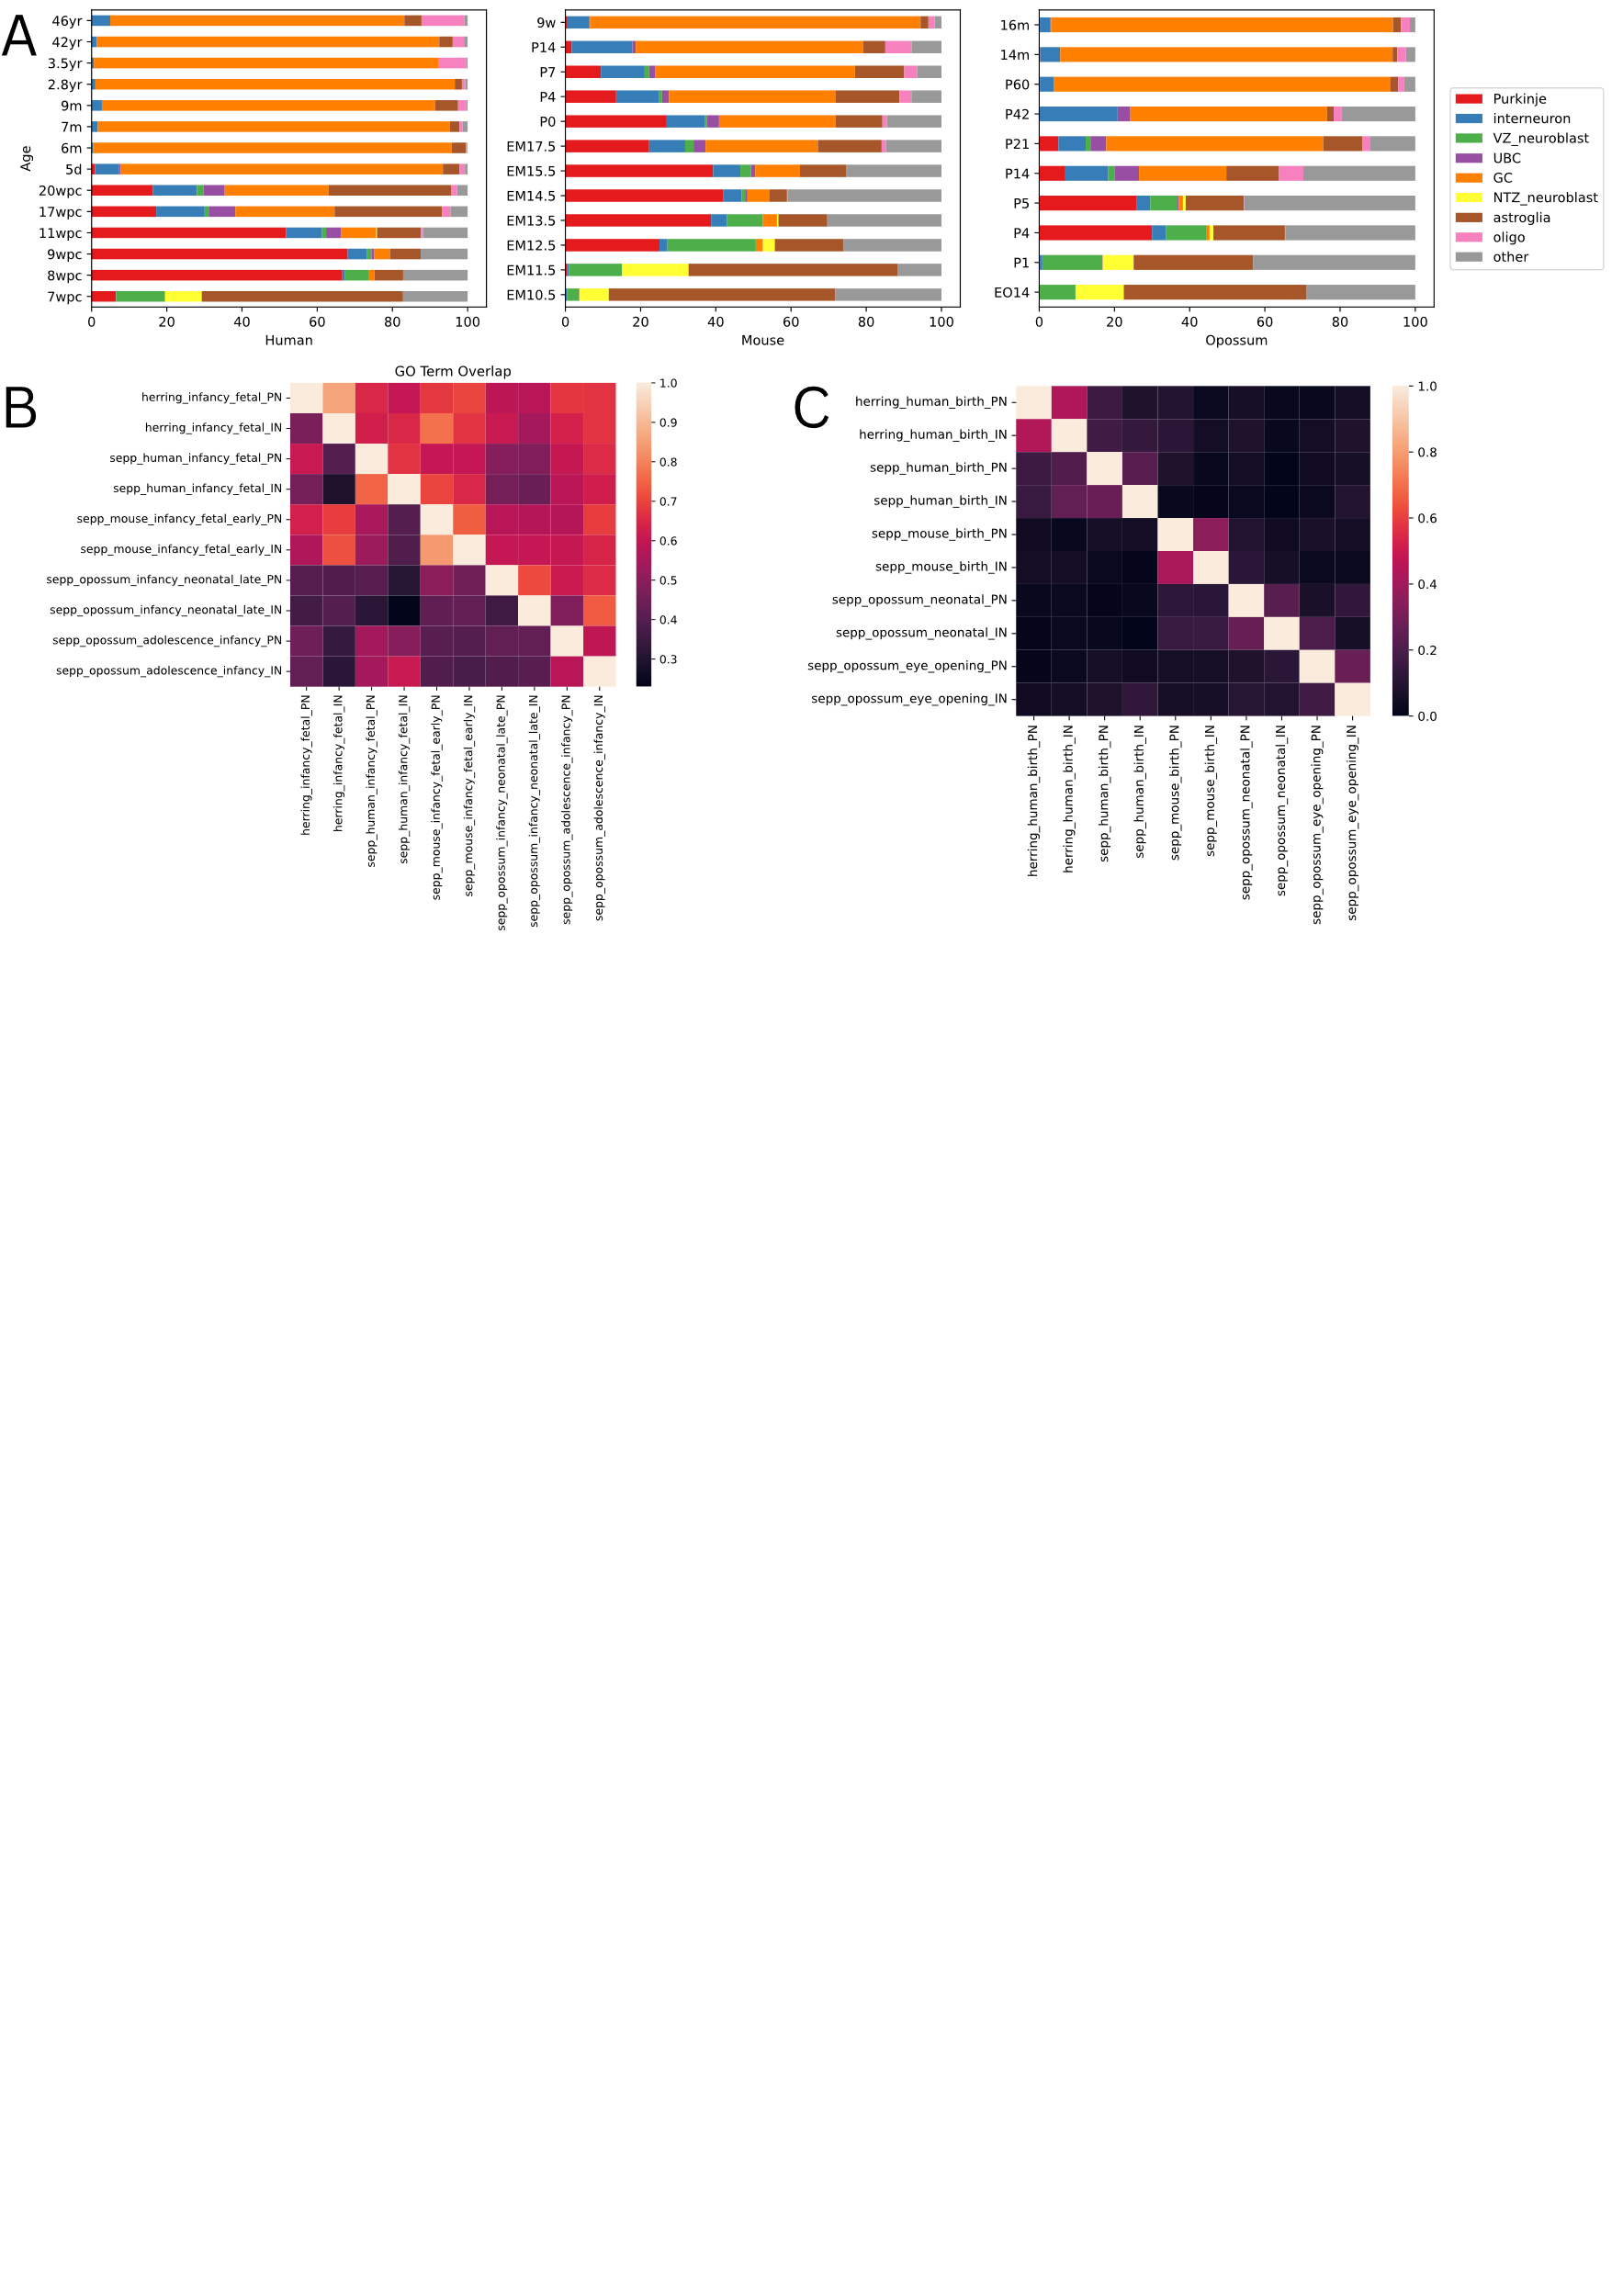 A
46yr
42yr
3.5yr
2.8yr
9m
7m
6m
5d
20wpc
17wpc
11wpc
9wpc
8wpc
7wpc
Age
0 20 40 60 80 100
Human
9w
P14
P7
P4
P0
EM17.5
EM15.5
EM14.5
EM13.5
EM12.5
EM11.5
EM10.5
0 20 40 60 80 100
Mouse
16m
14m
P60
P42
P21
P14
P5
P4
P1
EO14
0 20 40 60 80 100
Opossum
Purkinje
interneuron
VZ_neuroblast
UBC
GC
NTZ_neuroblast
astroglia
oligo
other
B
GO Term Overlap
herring_infancy_fetal_PN
herring_infancy_fetal_IN
sepp_human_infancy_fetal_PN
sepp_human_infancy_fetal_IN
sepp_mouse_infancy_fetal_early_PN
sepp_mouse_infancy_fetal_early_IN
sepp_opossum_infancy_neonatal_late_PN
sepp_opossum_infancy_neonatal_late_IN
sepp_opossum_adolescence_infancy_PN
sepp_opossum_adolescence_infancy_IN
herring_infancy_fetal_PN
herring_infancy_fetal_IN
sepp_human_infancy_fetal_PN
sepp_human_infancy_fetal_IN
sepp_mouse_infancy_fetal_early_PN
sepp_mouse_infancy_fetal_early_IN
sepp_opossum_infancy_neonatal_late_PN
sepp_opossum_infancy_neonatal_late_IN
sepp_opossum_adolescence_infancy_PN
sepp_opossum_adolescence_infancy_IN
1.0
0.9
0.8
0.7
0.6
0.5
0.4
0.3
C
herring_human_birth_PN
herring_human_birth_IN
sepp_human_birth_PN
sepp_human_birth_IN
sepp_mouse_birth_PN
sepp_mouse_birth_IN
sepp_opossum_neonatal_PN
sepp_opossum_neonatal_IN
sepp_opossum_eye_opening_PN
sepp_opossum_eye_opening_IN
herring_human_birth_PN
herring_human_birth_IN
sepp_human_birth_PN
sepp_human_birth_IN
sepp_mouse_birth_PN
sepp_mouse_birth_IN
sepp_opossum_neonatal_PN
sepp_opossum_neonatal_IN
sepp_opossum_eye_opening_PN
sepp_opossum_eye_opening_IN
1.0
0.8
0.6
0.4
0.2
0.0